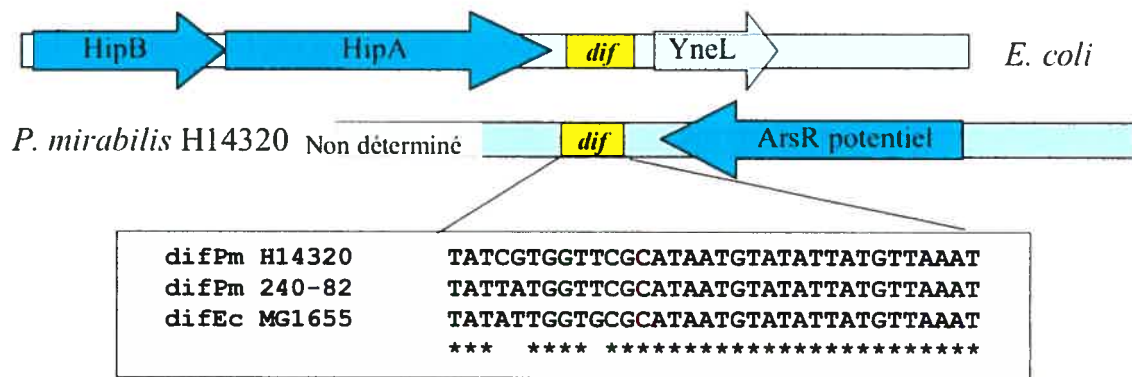 HipB HipA dif YneL E. coli
P. mirabilis H14320 Non déterminé dif ArsR potentiel
difPm H14320 TATCGTGGTTCGCATAATGTATATTATGTTAAAT
difPm 240-82 TATTATGGTTCGCATAATGTATATTATGTTAAAT
difEc MG1655 TATATTGGTGCGCATAATGTATATTATGTTAAAT
*** **** ************************